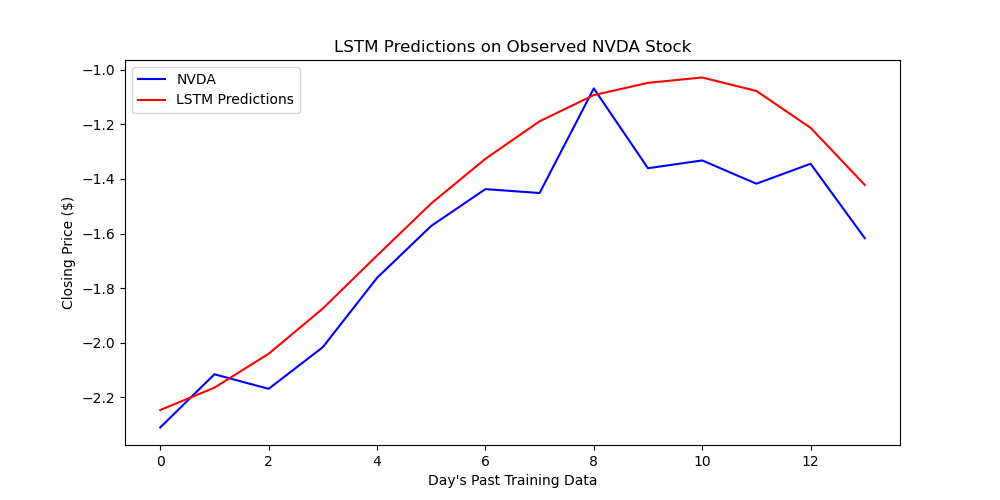 LSTM Predictions on Observed NVDA Stock
NVDA
LSTM Predictions
Closing Price ($)
−1.0
−1.2
−1.4
−1.6
−1.8
−2.0
−2.2
0 2 4 6 8 10 12
Day's Past Training Data